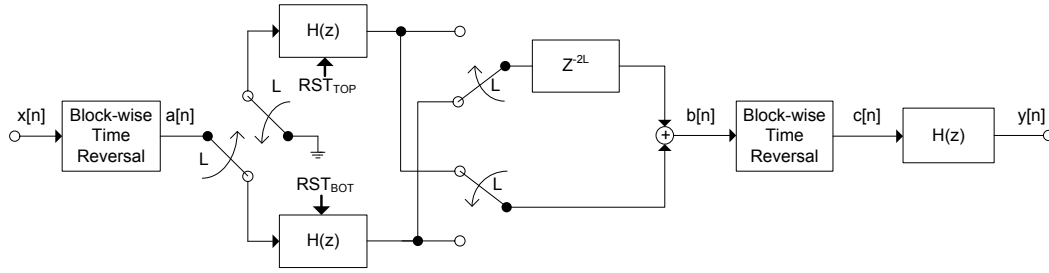 x[n]
Block-wise
Time
Reversal
a[n]
L
L
H(z)
RST_TOP
RST_BOT
H(z)
L
L
Z^-2L
b[n]
Block-wise
Time
Reversal
c[n]
H(z)
y[n]